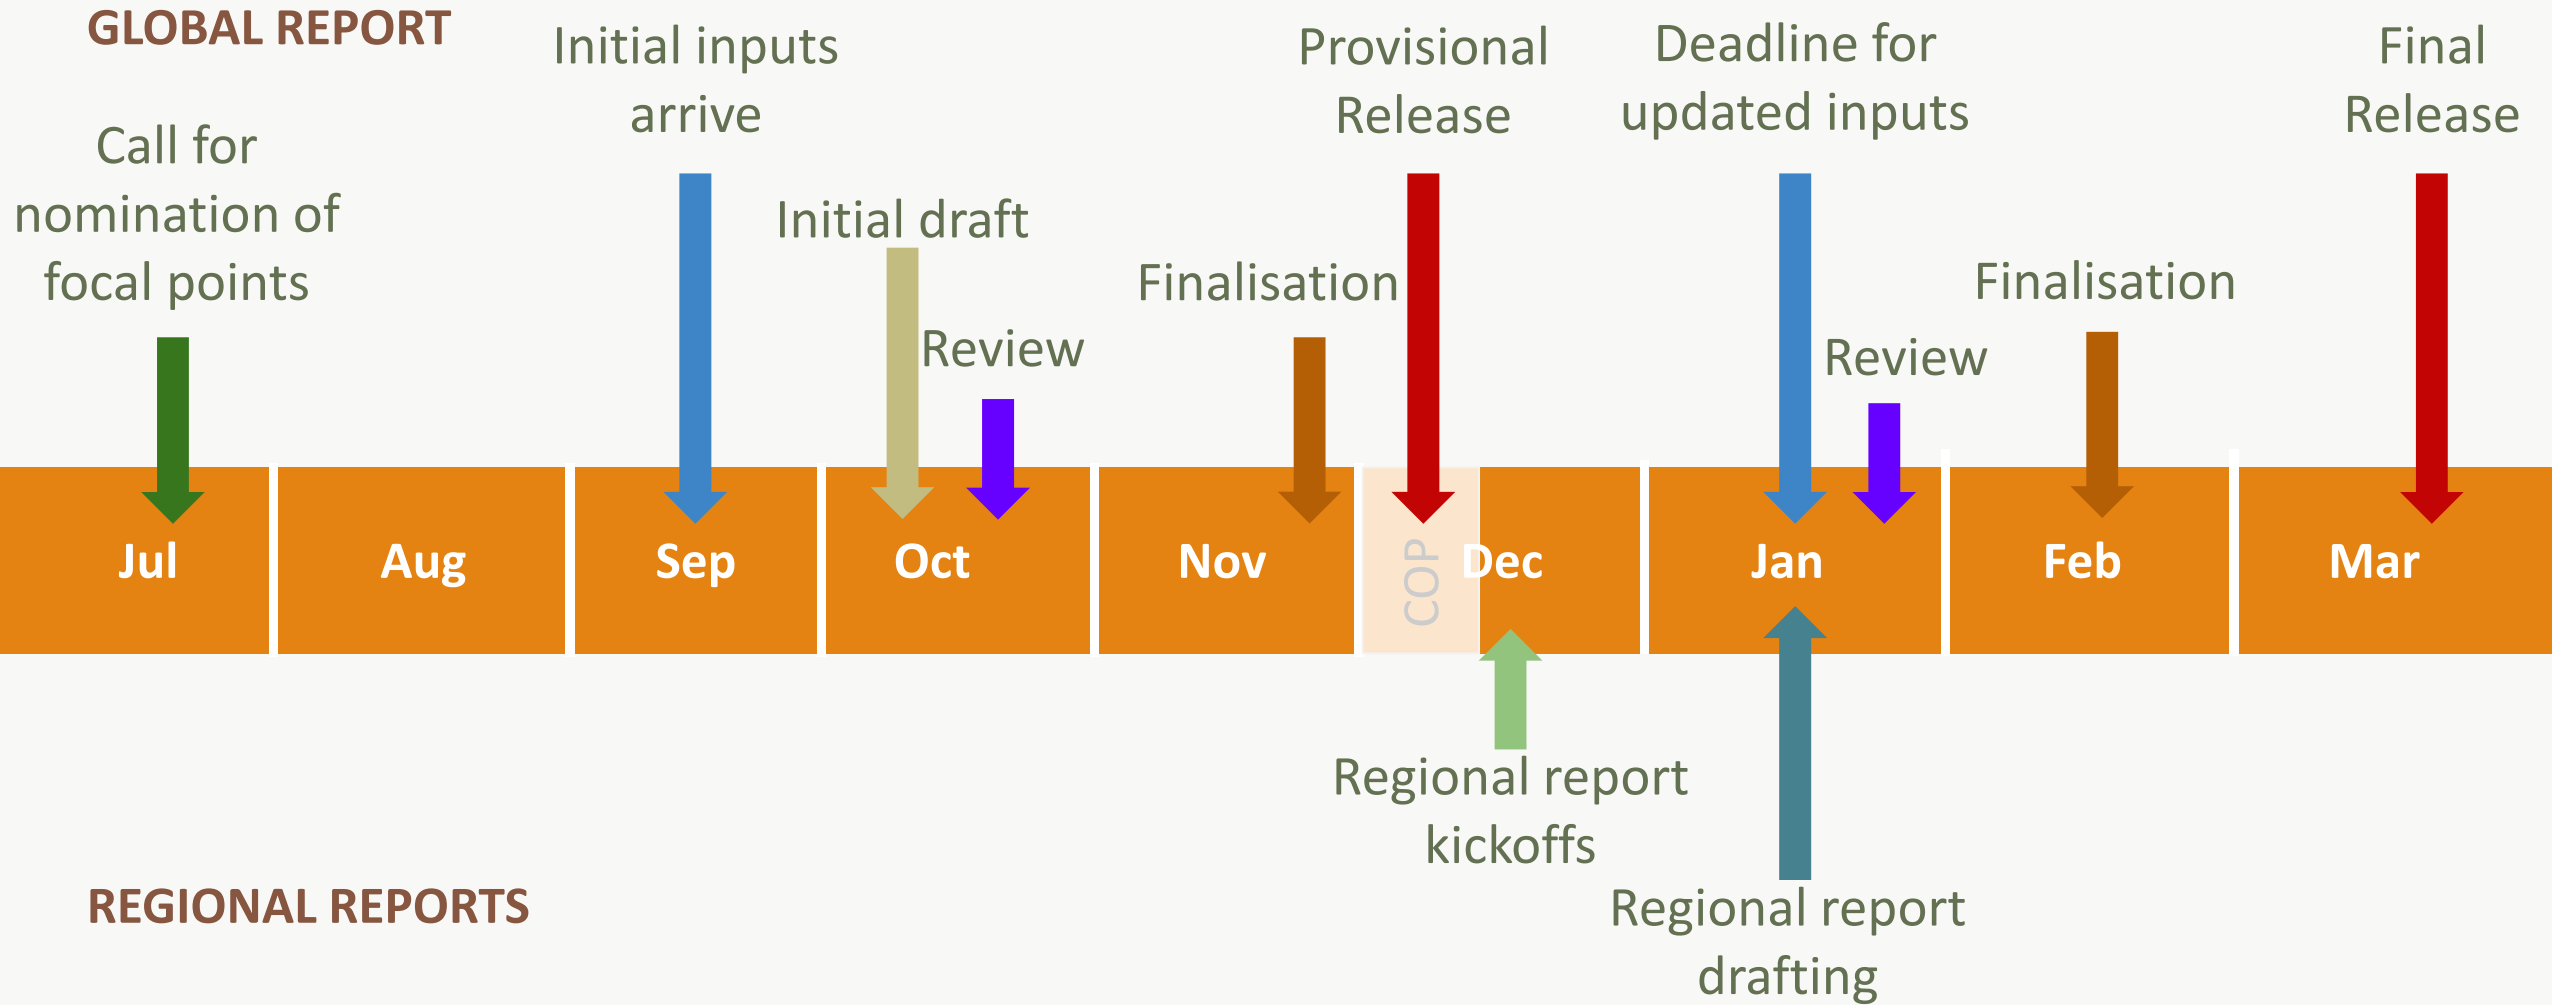 GLOBAL REPORT
Call for
nomination of
focal points
Initial inputs
arrive
Initial draft
Review
Finalisation
Provisional
Release
Deadline for
updated inputs
Review
Finalisation
Final
Release
Jul
Aug
Sep
Oct
Nov
COP
Dec
Jan
Feb
Mar
Regional report
kickoffs
Regional report
drafting
REGIONAL REPORTS